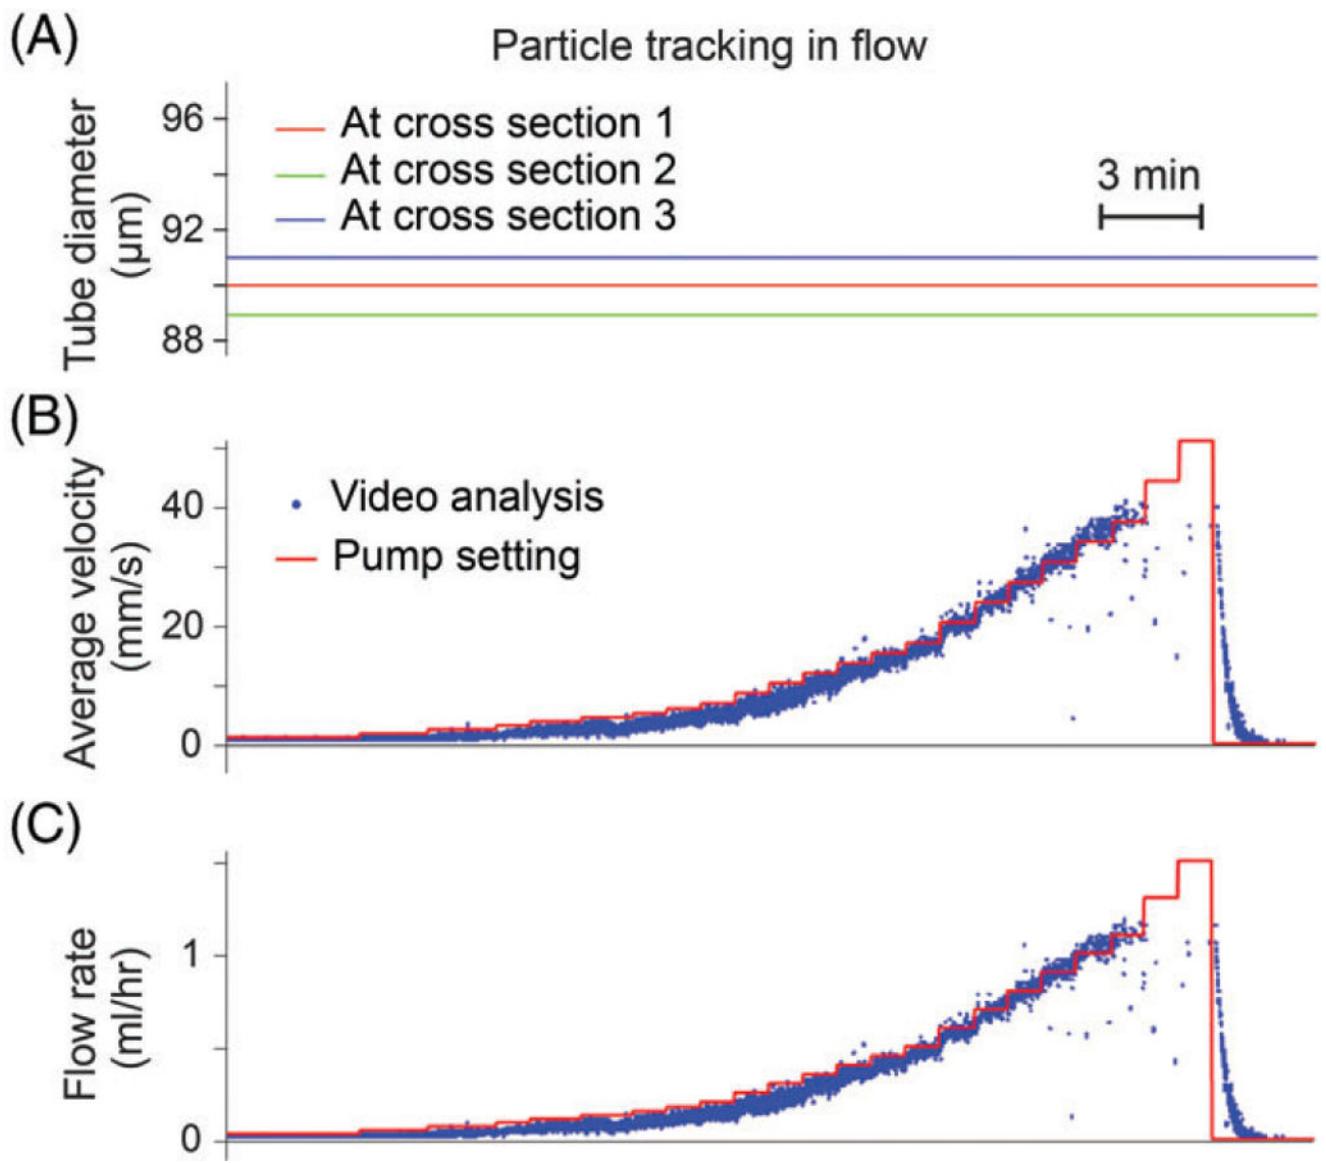 (A)
Particle tracking in flow
Tube diameter
(μm)
96
92
88
At cross section 1
At cross section 2
At cross section 3
3 min
(B)
Average velocity
(mm/s)
40
20
0
Video analysis
Pump setting
(C)
Flow rate
(ml/hr)
1
0